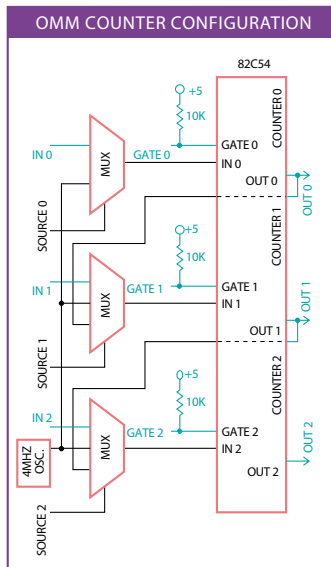 OMM COUNTER CONFIGURATION
82C54
+5
10K
COUNTER 0
IN 0
MUX
GATE 0
GATE 0
IN 0
SOURCE 0
OUT 0
OUT 0
COUNTER 1
+5
10K
IN 1
MUX
GATE 1
GATE 1
IN 1
SOURCE 1
OUT 1
OUT 1
COUNTER 2
+5
10K
IN 2
MUX
GATE 2
GATE 2
IN 2
4MHZ
OSC.
OUT 2
OUT 2
SOURCE 2